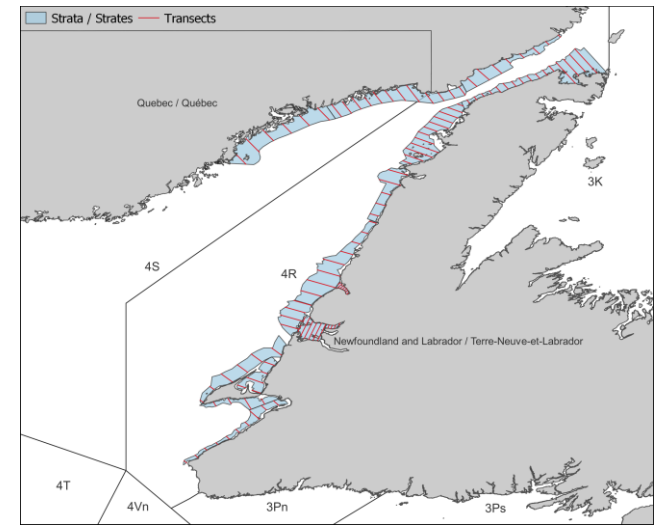 Strata / Strates — Transects
Quebec / Québec
3K
4S
4R
Newfoundland and Labrador / Terre-Neuve-et-Labrador
4T
4Vn
3Pn
3Ps